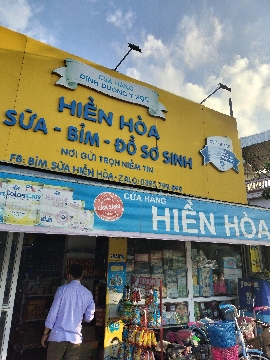 CỬA HÀNG
DINH DƯỠNG Y HỌC
HIỀN HÒA
SỮA - BỈM - ĐỒ SƠ SINH
NƠI GỬI TRỌN NIỀM TIN
FB: BỈM SỮA HIỀN HÒA - ZALO:
CỬA HÀNG
HIỀN HÒA